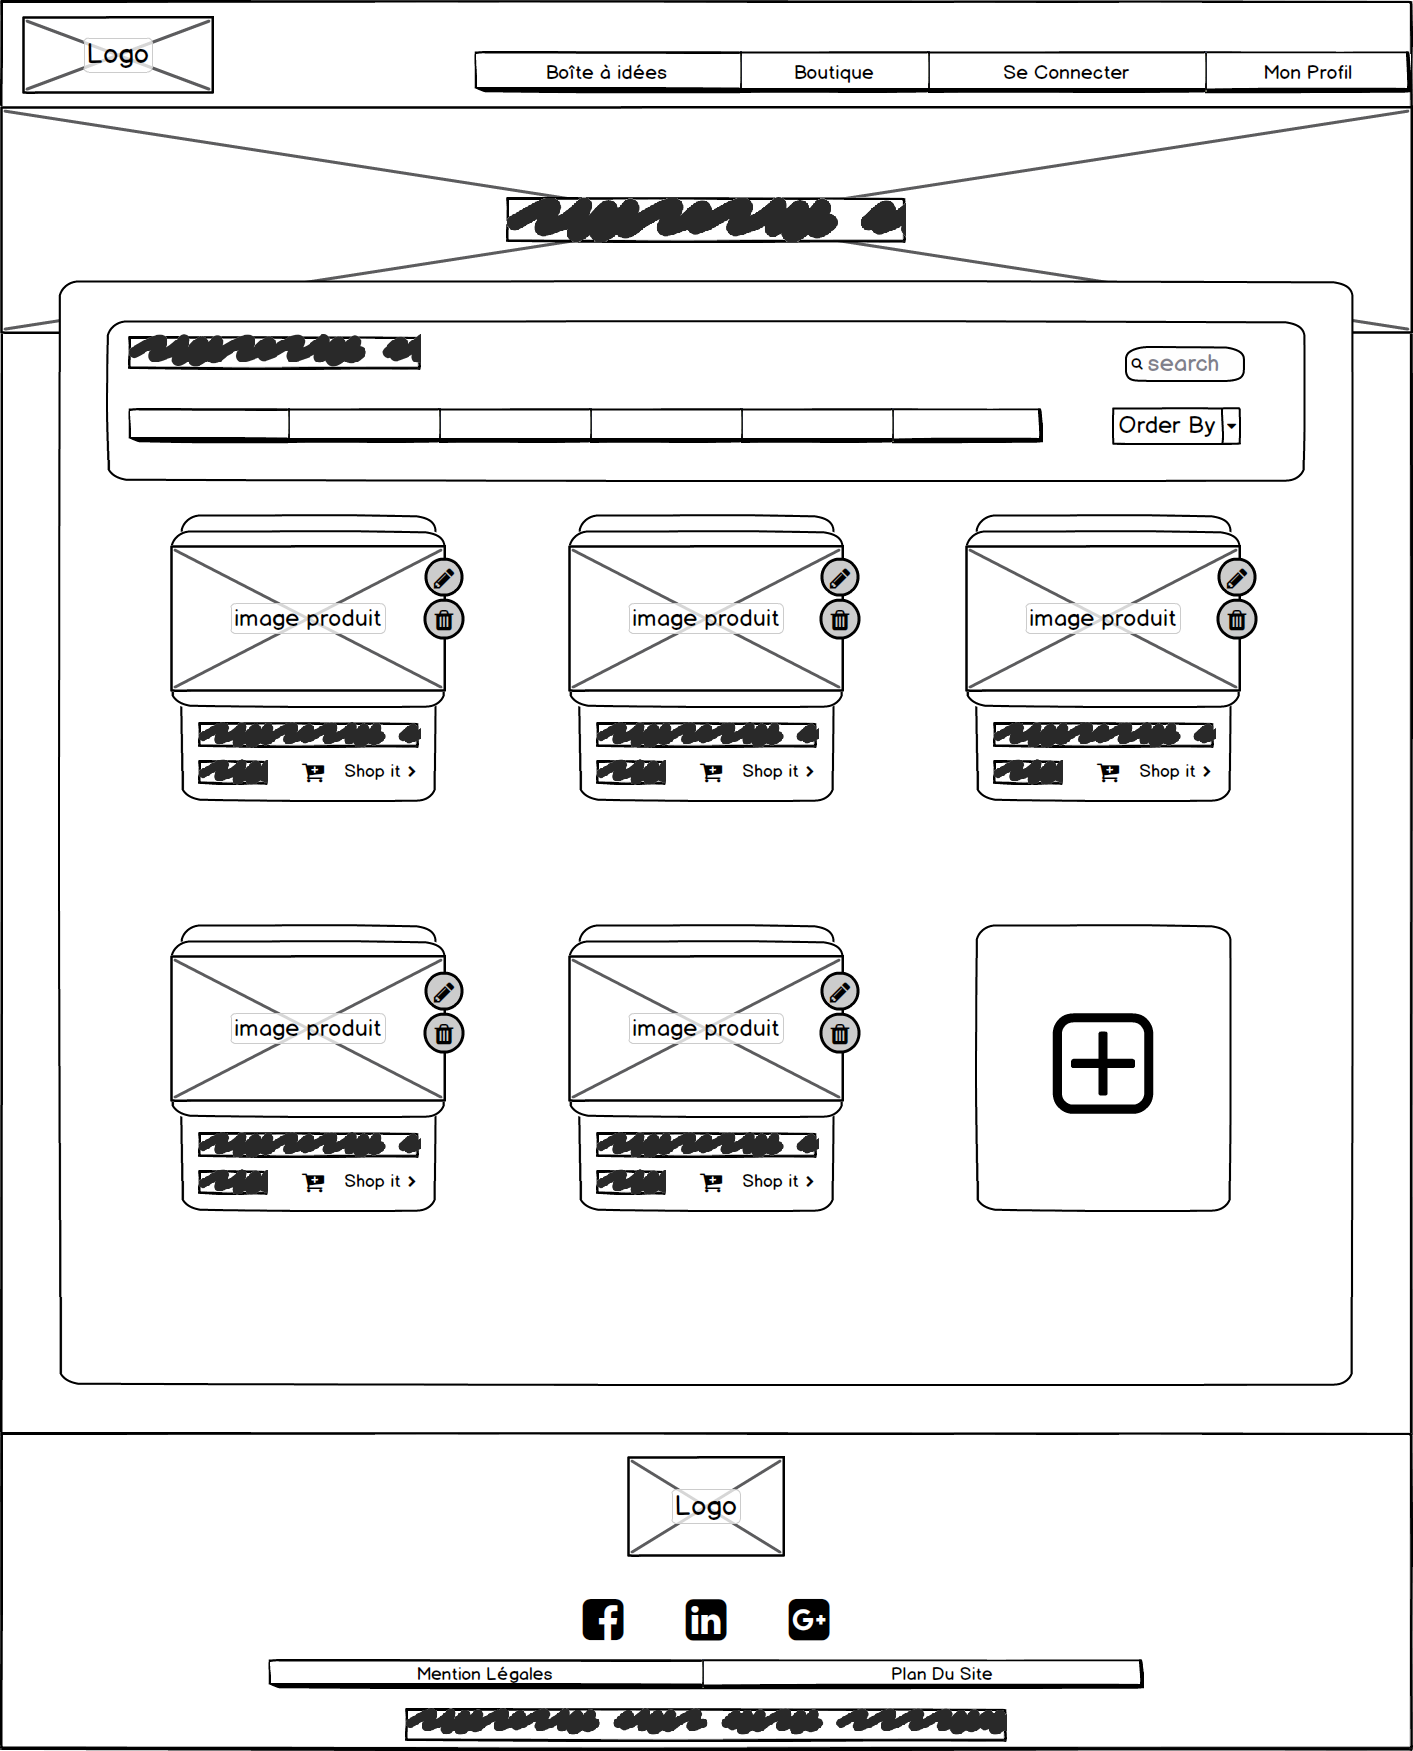 Logo
Boîte à idées Boutique Se Connecter Mon Profil
search
Order By
image produit image produit image produit
Shop it Shop it Shop it
image produit image produit
Shop it Shop it
Logo
Mention Légales Plan Du Site